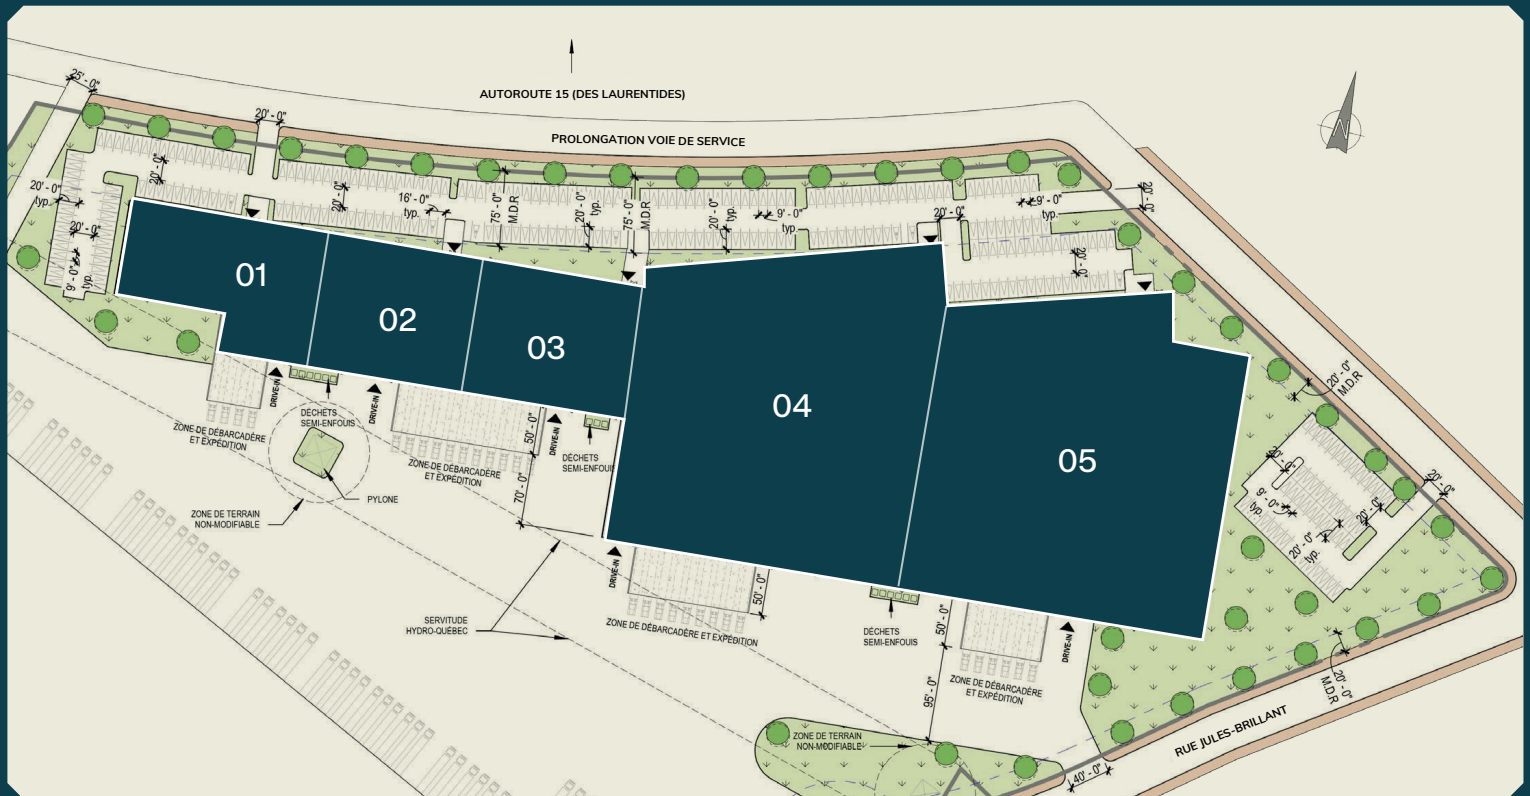 25' - 0"
AUTOROUTE 15 (DES LAURENTIDES)
20' - 0"
PROLONGATION VOIE DE SERVICE
20' - 0"
20' - 0"
typ.
20' - 0"
16' - 0"
typ.
75' - 0"
M.D.R
20' - 0"
typ.
75' - 0"
M.D.R
20' - 0"
typ.
9' - 0"
typ.
20' - 0"
9' - 0"
typ.
20' - 0"
20' - 0"
9' - 0"
typ.
20' - 0"
01
02
03
04
05
DRIVE-IN
DRIVE-IN
DRIVE-IN
DRIVE-IN
DRIVE-IN
DÉCHETS
SEMI-ENFOUIS
ZONE DE DÉBARCADÈRE
ET EXPÉDITION
ZONE DE DÉBARCADÈRE
ET EXPÉDITION
50' - 0"
70' - 0"
DÉCHETS
SEMI-ENFOUIS
PYLONE
ZONE DE TERRAIN
NON-MODIFIABLE
SERVITUDE
HYDRO-QUÉBEC
50' - 0"
ZONE DE DÉBARCADÈRE ET EXPÉDITION
DÉCHETS
SEMI-ENFOUIS
50' - 0"
95' - 0"
ZONE DE DÉBARCADÈRE
ET EXPÉDITION
ZONE DE TERRAIN
NON-MODIFIABLE
20' - 0"
M.D.R
20' - 0"
9' - 0"
typ.
20' - 0"
typ.
20' - 0"
20' - 0"
20' - 0"
M.D.R
RUE JULES-BRILLANT
40' - 0"